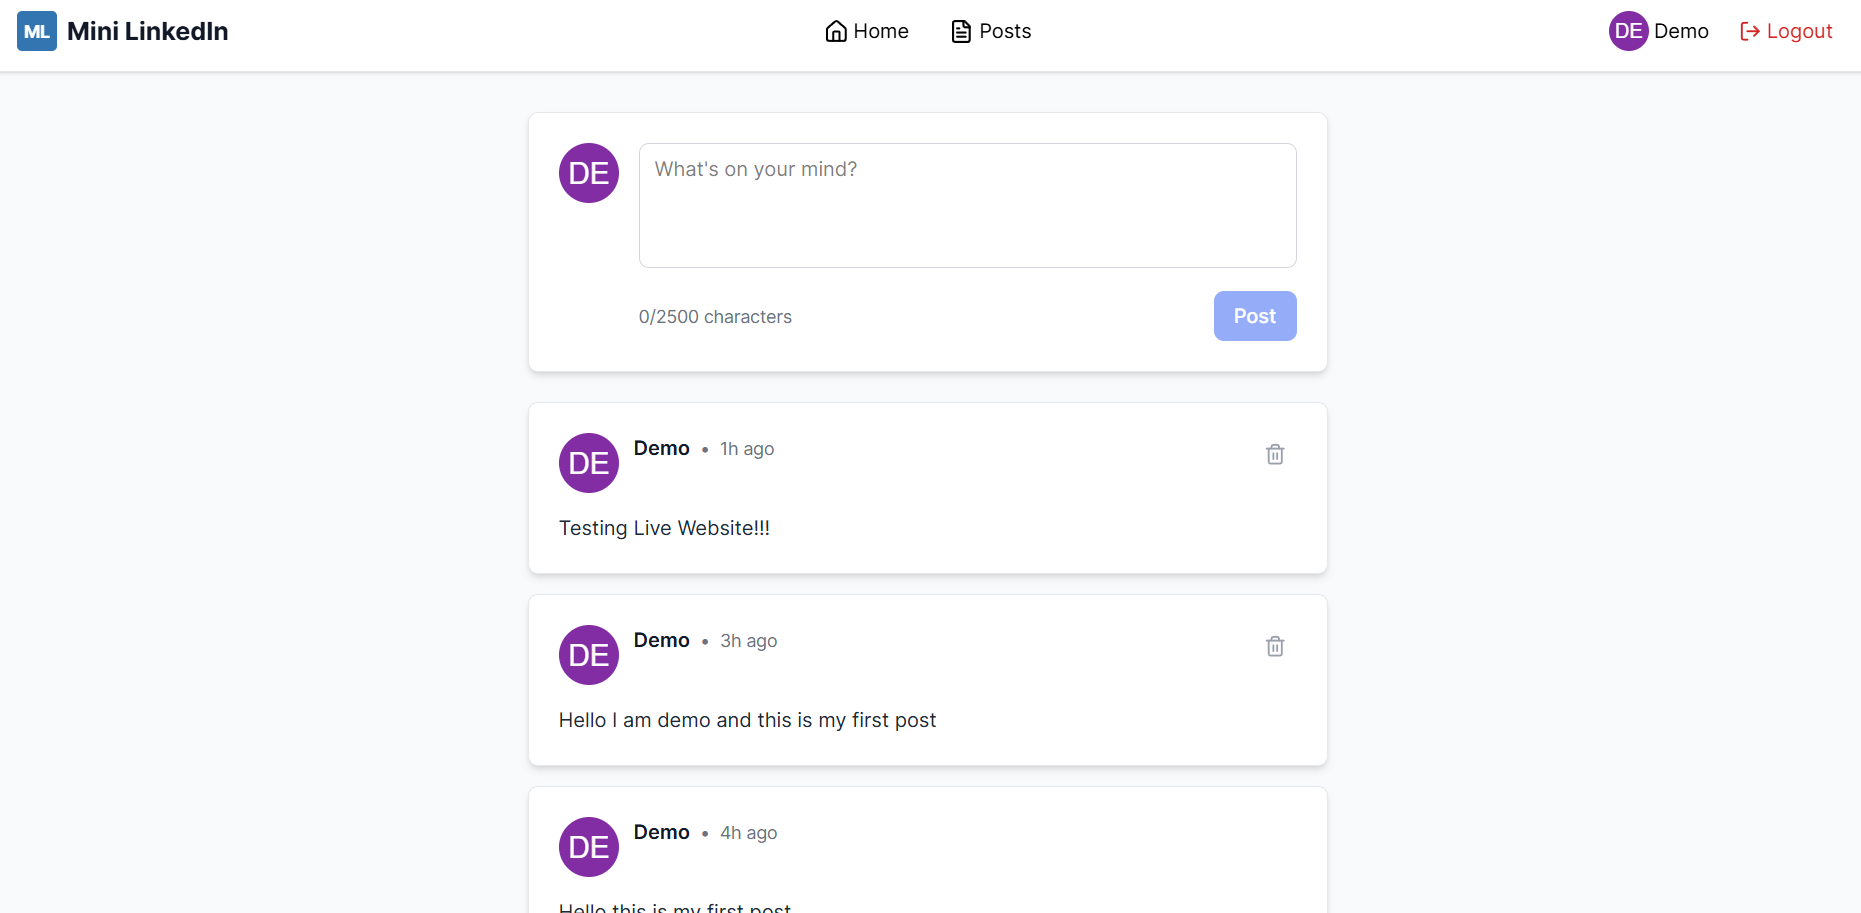 ML Mini LinkedIn Home Posts DE Demo Logout
DE What's on your mind?
0/2500 characters Post
DE Demo • 1h ago
Testing Live Website!!!
DE Demo • 3h ago
Hello I am demo and this is my first post
DE Demo • 4h ago
Hello this is my first post